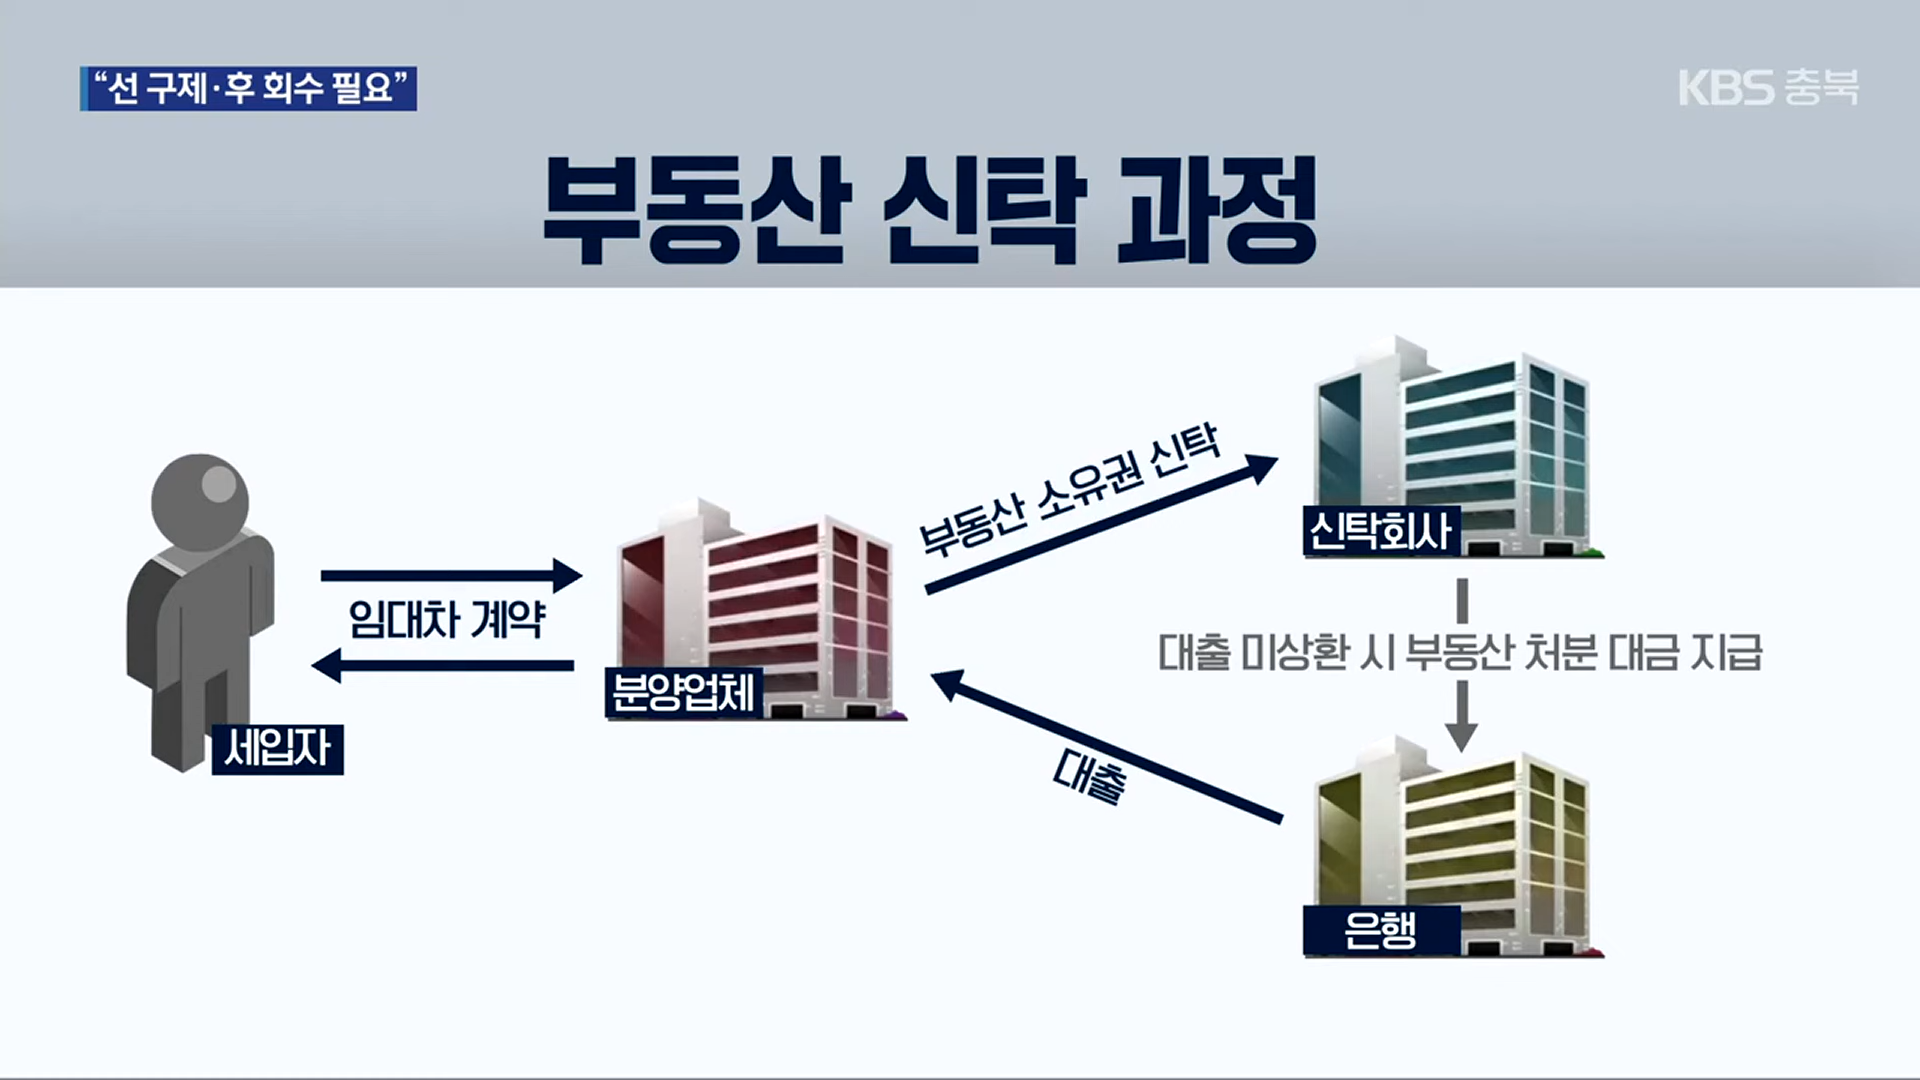 “선 구제·후 회수 필요”
KBS 충북
부동산 신탁 과정
부동산 소유권 신탁
신탁회사
임대차 계약
대출 미상환 시 부동산 처분 대금 지급
분양업체
세입자
대출
은행